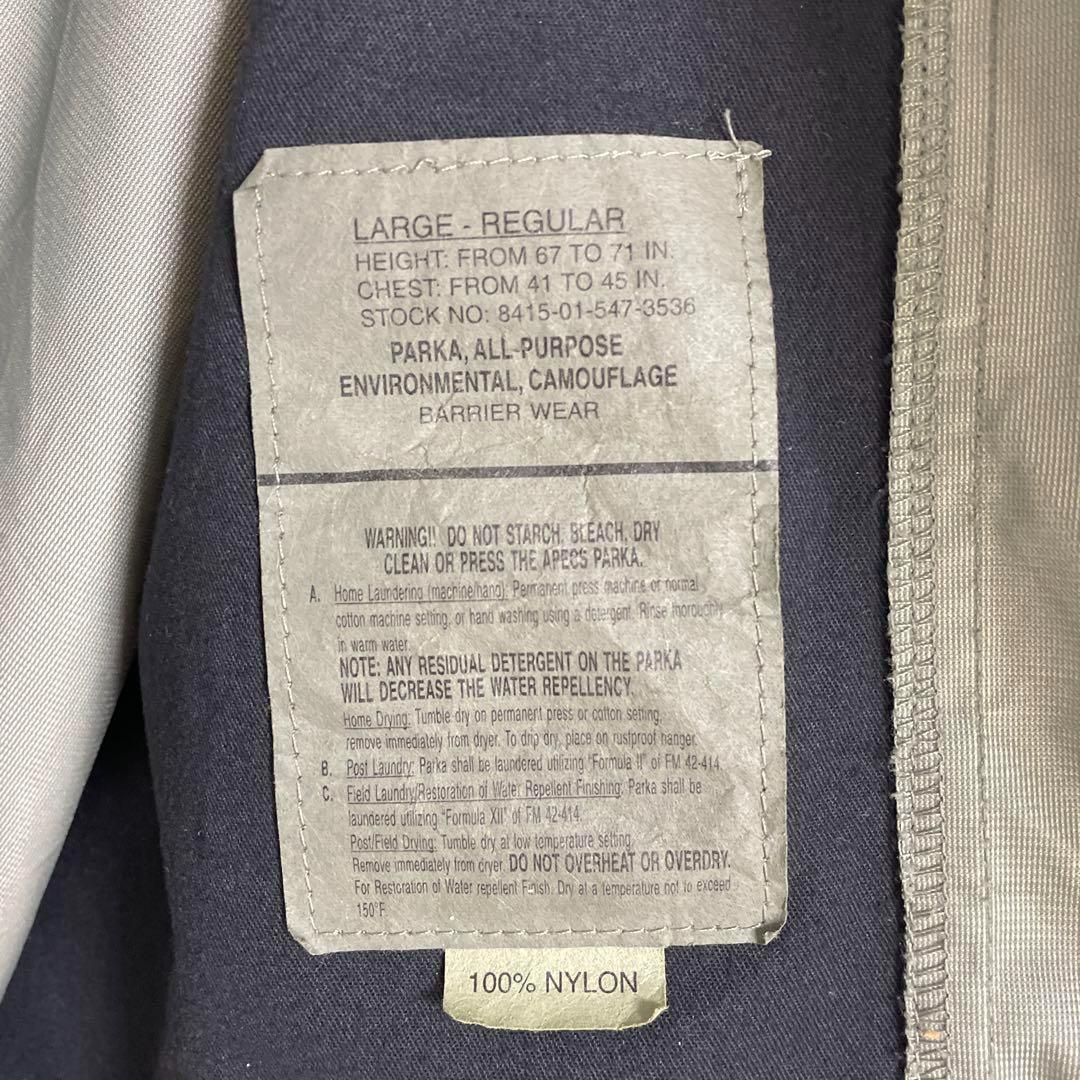 LARGE - REGULAR
HEIGHT: FROM 67 TO 71 IN.
CHEST: FROM 41 TO 45 IN.
STOCK NO: 8415-01-547-3536
PARKA, ALL-PURPOSE
ENVIRONMENTAL, CAMOUFLAGE
BARRIER WEAR
WARNING!! DO NOT STARCH, BLEACH, DRY
CLEAN OR PRESS THE APECS PARKA.
A. Home Laundering (machine/hand): Permanent press machine or normal
cotton machine setting, or hand washing using a detergent. Rinse thoroughly
in warm water.
NOTE: ANY RESIDUAL DETERGENT ON THE PARKA
WILL DECREASE THE WATER REPELLENCY.
Home Drying: Tumble dry on permanent press or cotton setting,
remove immediately from dryer. To drip dry, place on rustproof hanger.
B. Post Laundry: Parka shall be laundered utilizing "Formula II" of FM 42-414.
C. Field Laundry/Restoration of Water Repellent Finishing: Parka shall be
laundered utilizing "Formula XII" of FM 42-414.
Post/Field Drying: Tumble dry at low temperature setting.
Remove immediately from dryer. DO NOT OVERHEAT OR OVERDRY.
For Restoration of Water repellent Finish: Dry at a temperature not to exceed
150°F.
100% NYLON